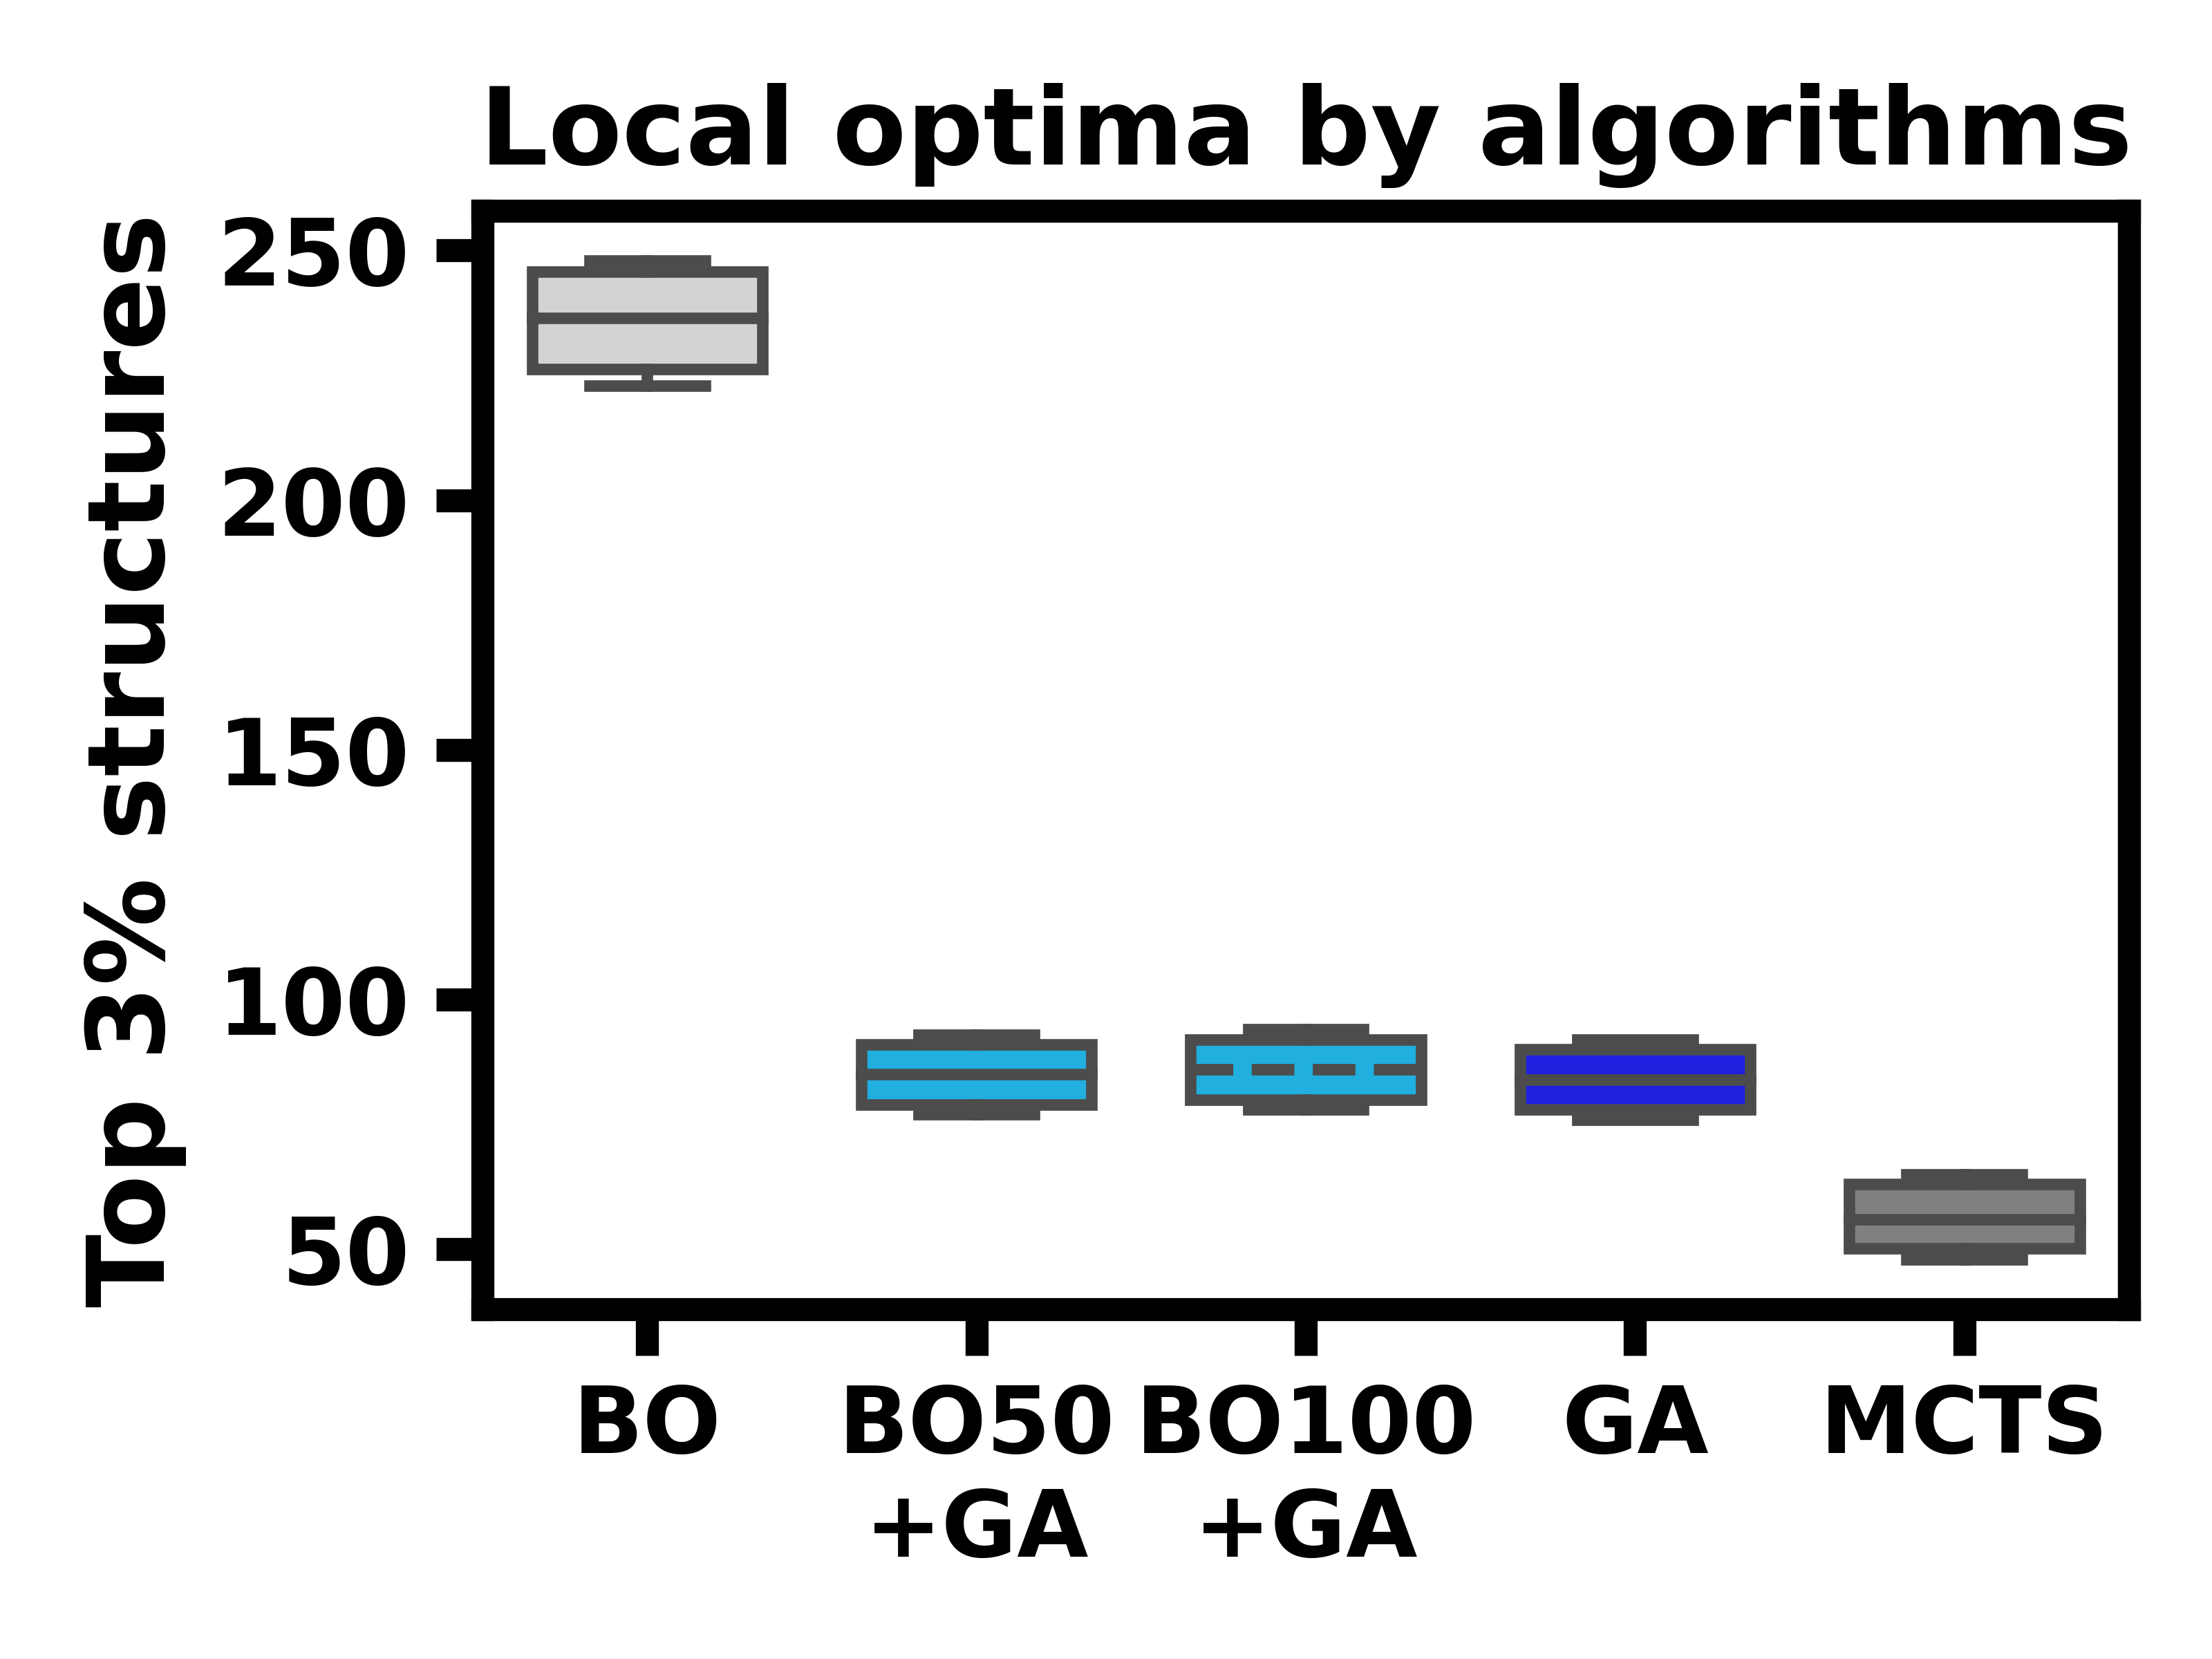 Local optima by algorithms
Top 3% structures
250
200
150
100
50
BO
BO50
+GA
BO100
+GA
GA
MCTS